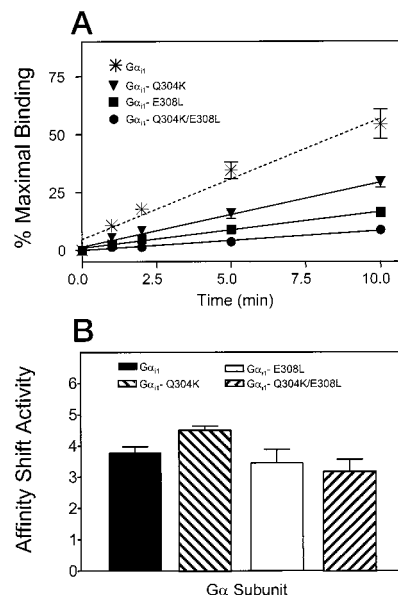 A
% Maximal Binding
75
50
25
0
Gαi1
Gαi1- Q304K
Gαi1- E308L
Gαi1- Q304K/E308L
0.0 2.5 5.0 7.5 10.0
Time (min)
B
Affinity Shift Activity
6
5
4
3
2
1
0
Gαi1 Gαi1- E308L
Gαi1- Q304K Gαi1- Q304K/E308L
Gα Subunit